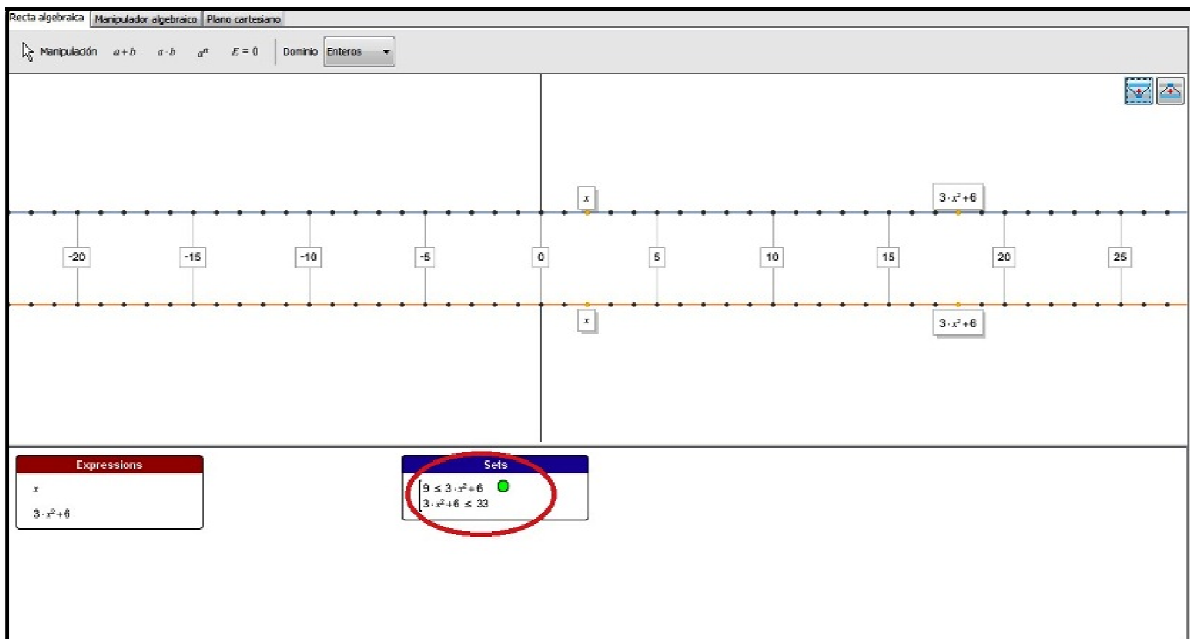 Recta algebraica Manipulador algebraico Plano cartesiano
Manipulación a+b a·b aⁿ E = 0 Dominio Enteros
x 3·x²+6
-20 -15 -10 -5 0 5 10 15 20 25
x 3·x²+6
Expressions
x
3·x²+6
Sets
9 ≤ 3·x²+6
3·x²+6 ≤ 33